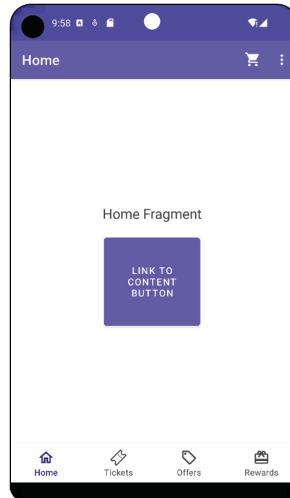 9:58
Home
Home Fragment
LINK TO
CONTENT
BUTTON
Home Tickets Offers Rewards